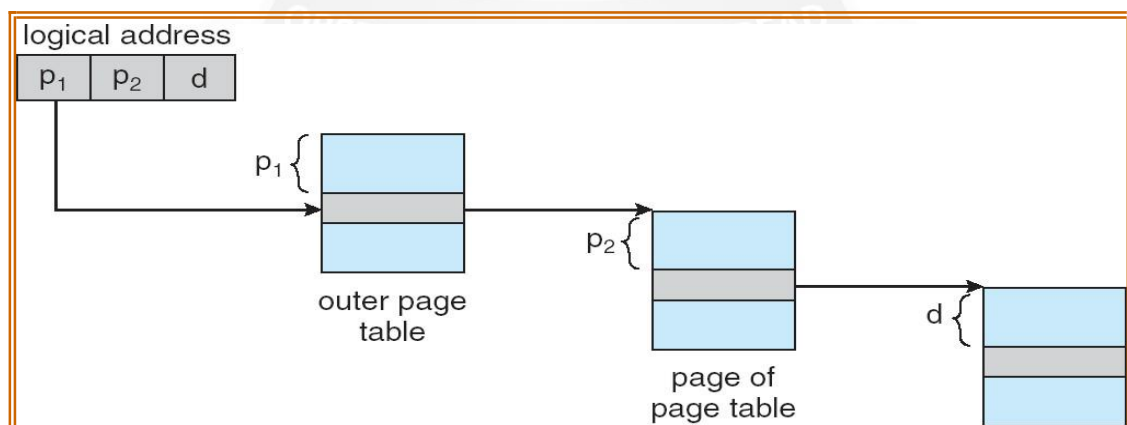 logical address
p₁ p₂ d
p₁
p₂
outer page
table
d
page of
page table